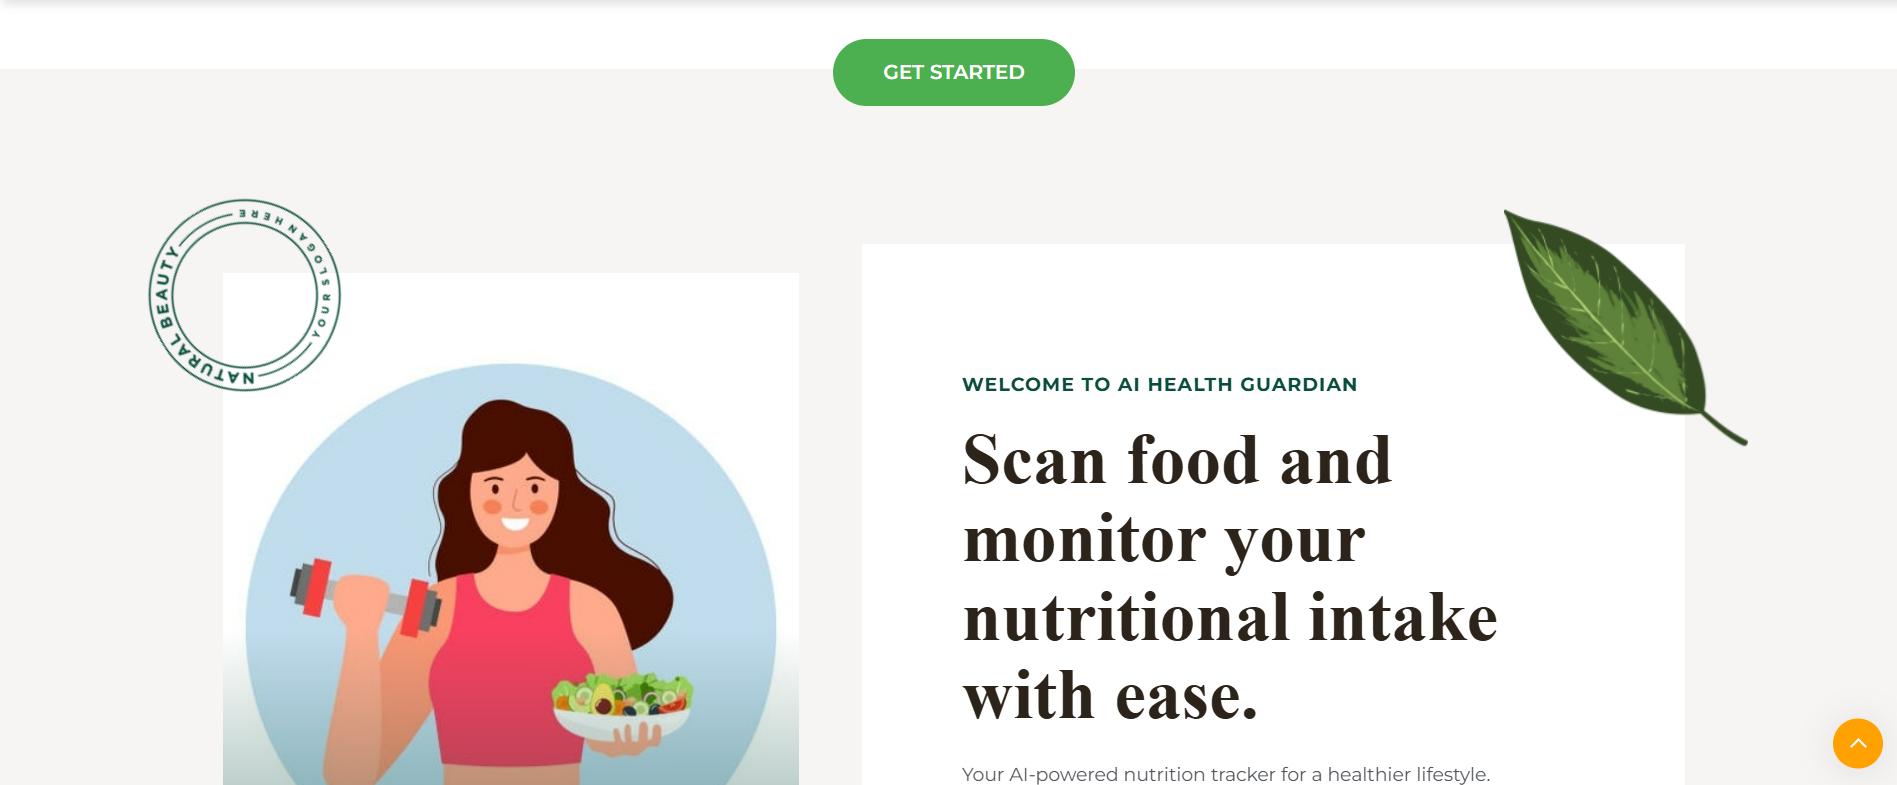 GET STARTED
NATURAL BEAUTY
YOUR SLOGAN HERE
WELCOME TO AI HEALTH GUARDIAN
Scan food and
monitor your
nutritional intake
with ease.
Your AI-powered nutrition tracker for a healthier lifestyle.